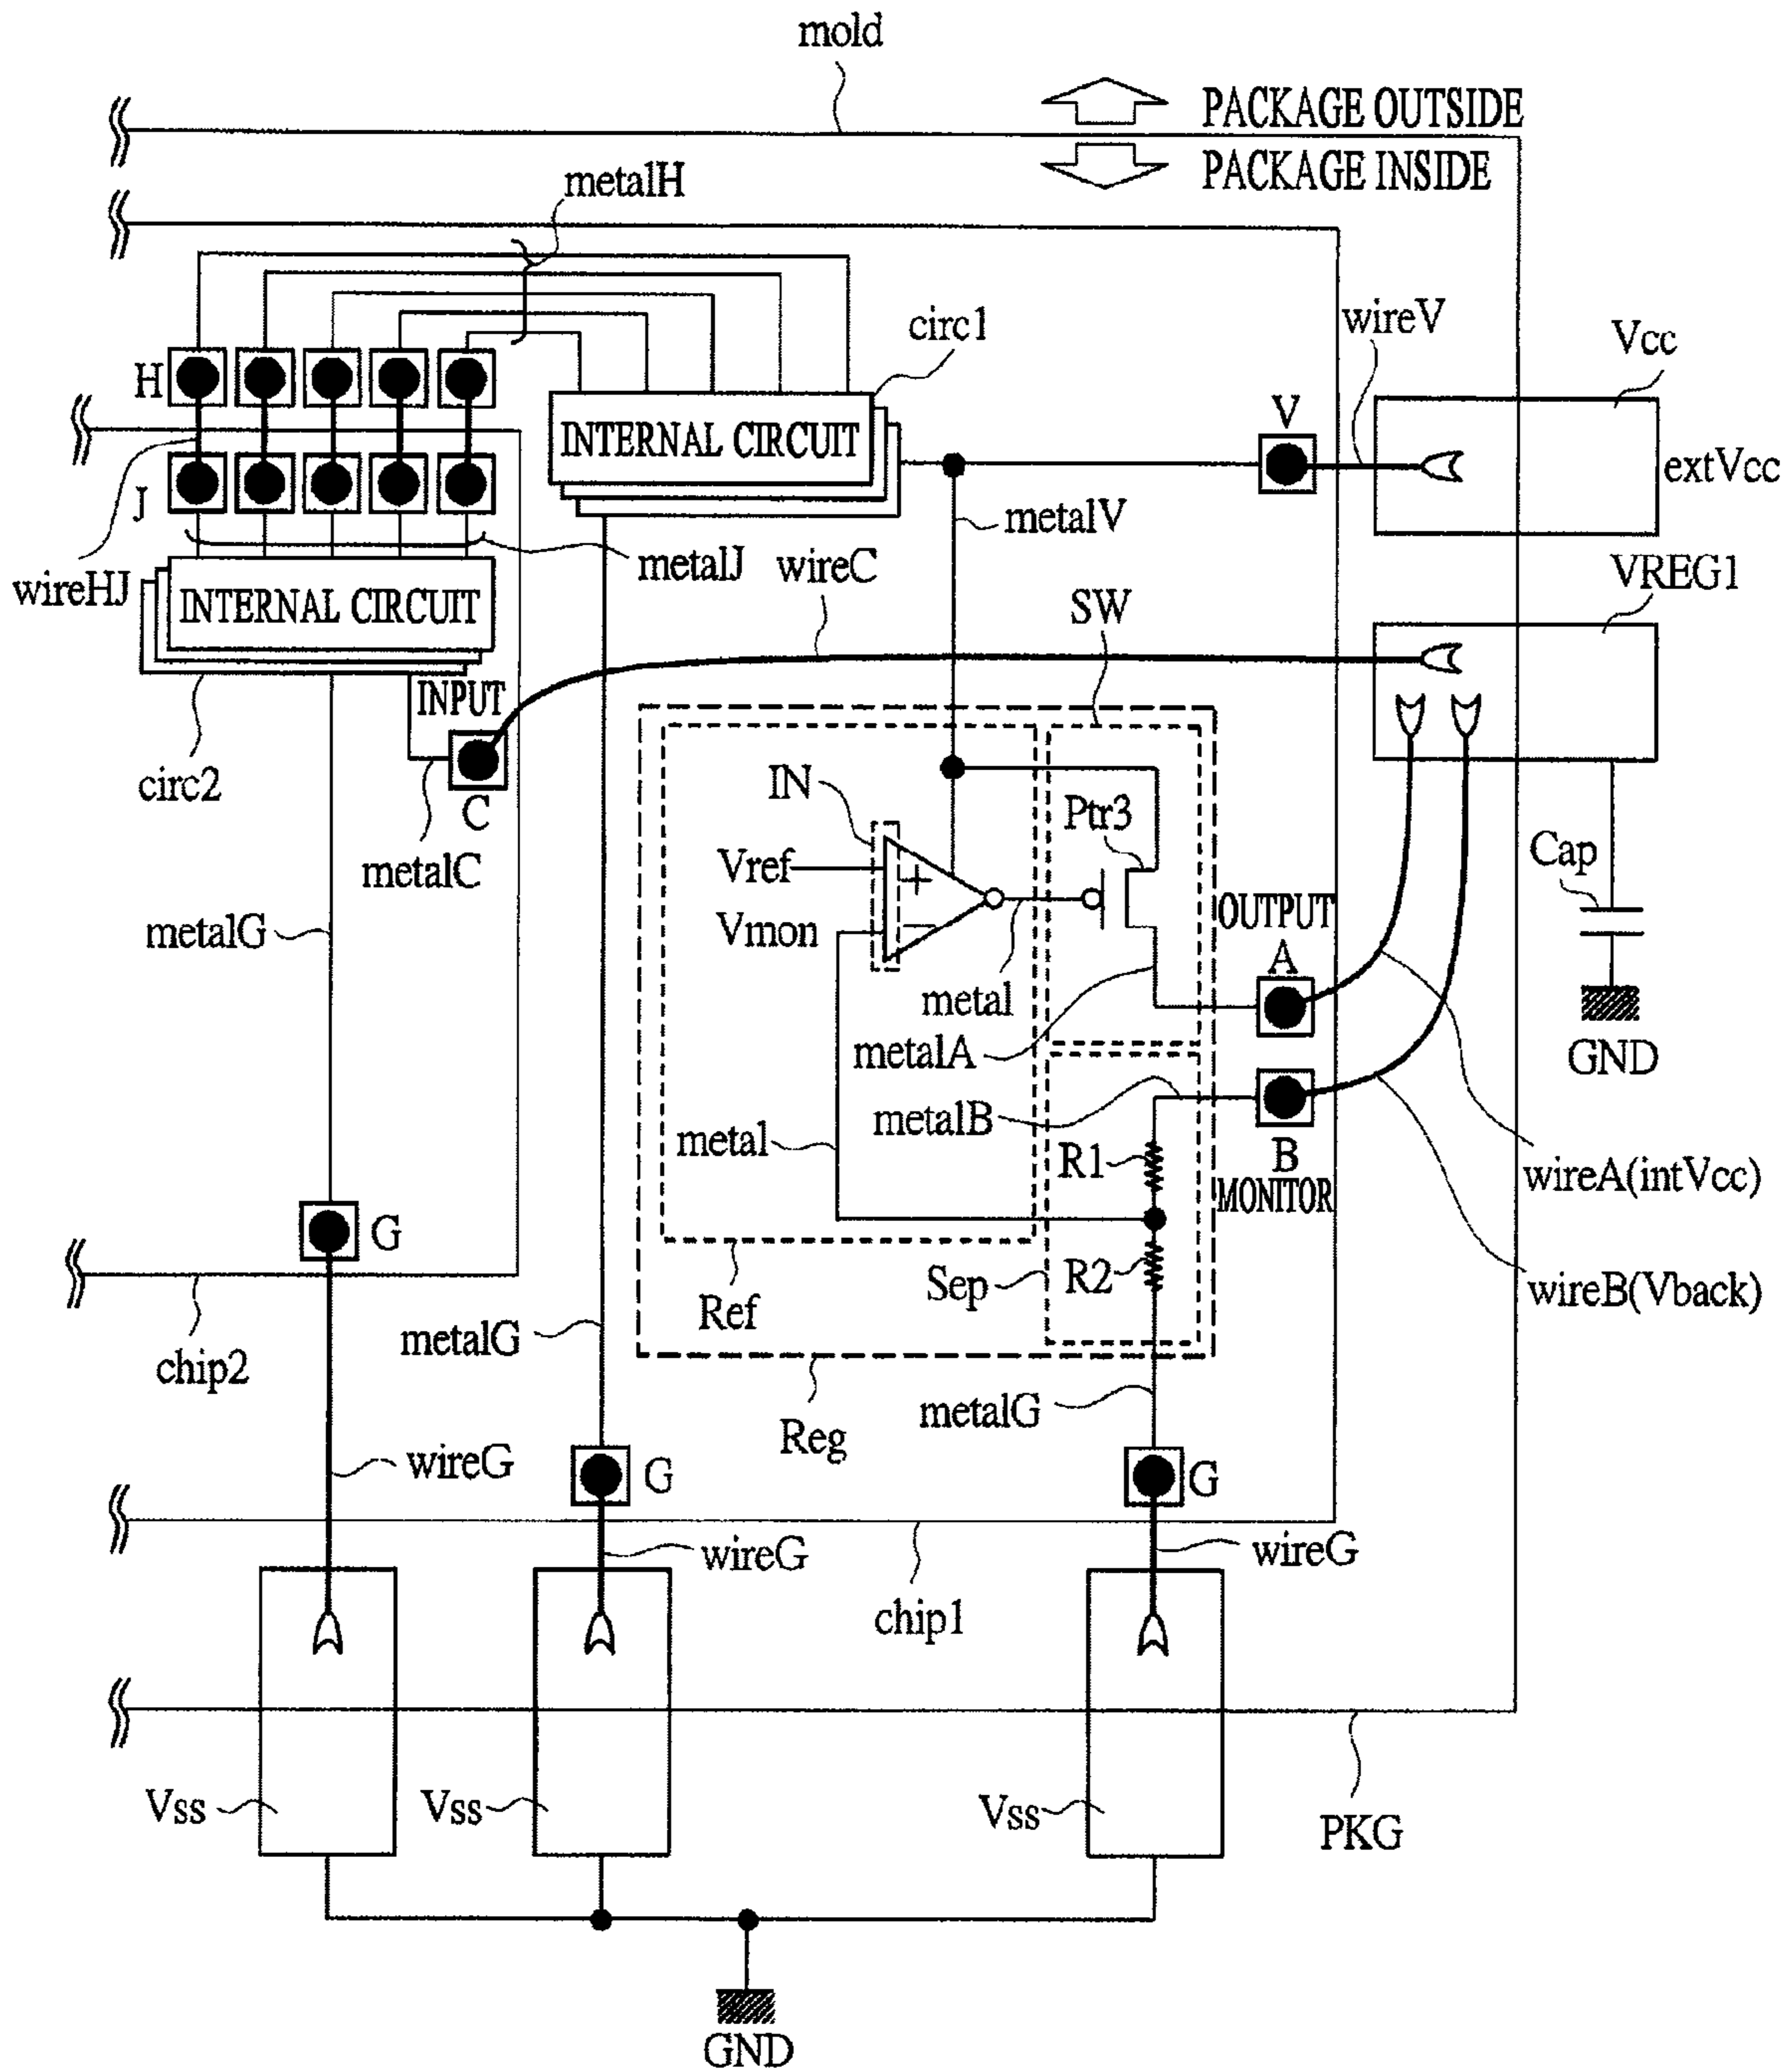 mold
PACKAGE OUTSIDE
PACKAGE INSIDE
metalH
circ1
wireV
Vcc
H
V
INTERNAL CIRCUIT
extVcc
J
metalV
metalJ
wireC
VREG1
wireHJ
INTERNAL CIRCUIT
SW
INPUT
circ2
C
IN
Ptr3
metalC
Vref
Cap
+
Vmon
−
OUTPUT
A
metalG
metal
metalA
GND
metalB
metal
R1
B
MONITOR
wireA(intVcc)
G
Sep
R2
wireB(Vback)
Ref
chip2
metalG
metalG
Reg
wireG
G
G
wireG
wireG
chip1
Vss
Vss
Vss
PKG
GND